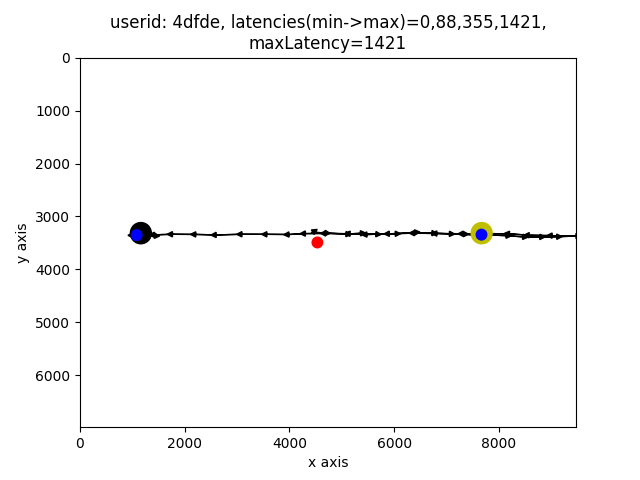 userid: 4dfde, latencies(min->max)=0,88,355,1421,
maxLatency=1421
0
1000
2000
3000
4000
5000
6000
y axis
0 2000 4000 6000 8000
x axis